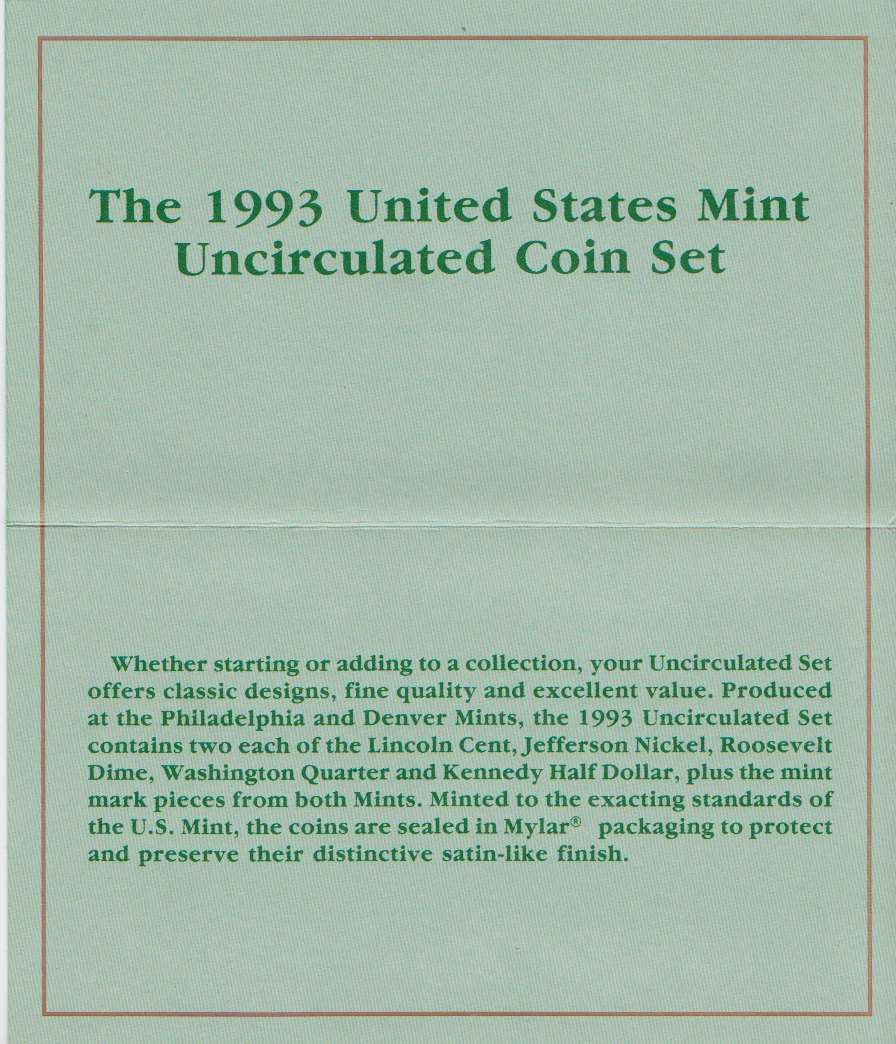 The 1993 United States Mint
Uncirculated Coin Set
Whether starting or adding to a collection, your Uncirculated Set
offers classic designs, fine quality and excellent value. Produced
at the Philadelphia and Denver Mints, the 1993 Uncirculated Set
contains two each of the Lincoln Cent, Jefferson Nickel, Roosevelt
Dime, Washington Quarter and Kennedy Half Dollar, plus the mint
mark pieces from both Mints. Minted to the exacting standards of
the U.S. Mint, the coins are sealed in Mylar® packaging to protect
and preserve their distinctive satin-like finish.